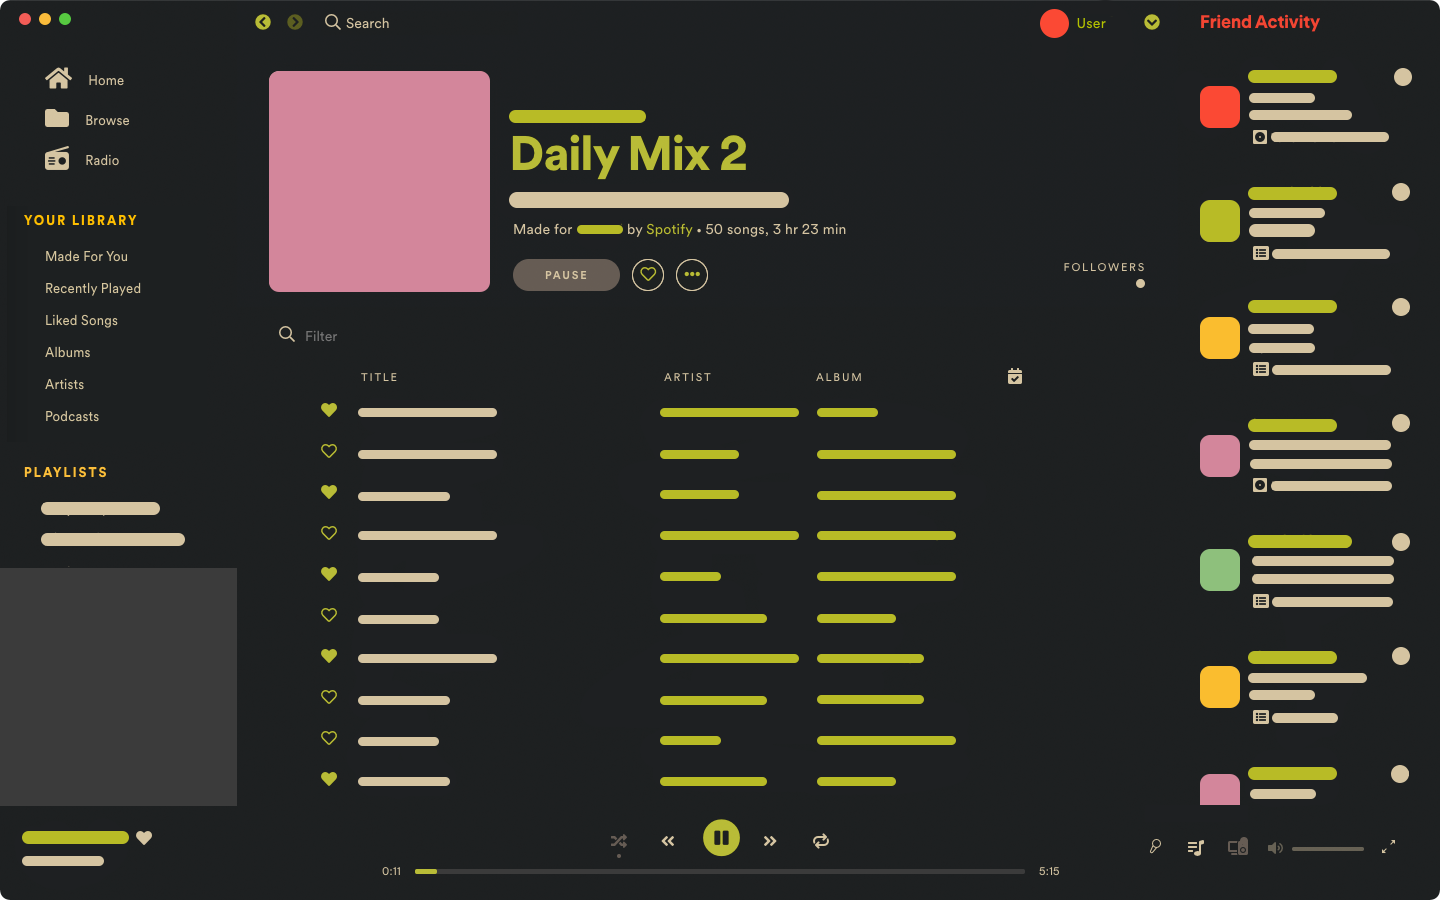 Search
User
Friend Activity
Home
Browse
Radio
YOUR LIBRARY
Made For You
Recently Played
Liked Songs
Albums
Artists
Podcasts
PLAYLISTS
Daily Mix 2
Made for by Spotify • 50 songs, 3 hr 23 min
PAUSE
FOLLOWERS
Filter
TITLE ARTIST ALBUM
0:11 5:15